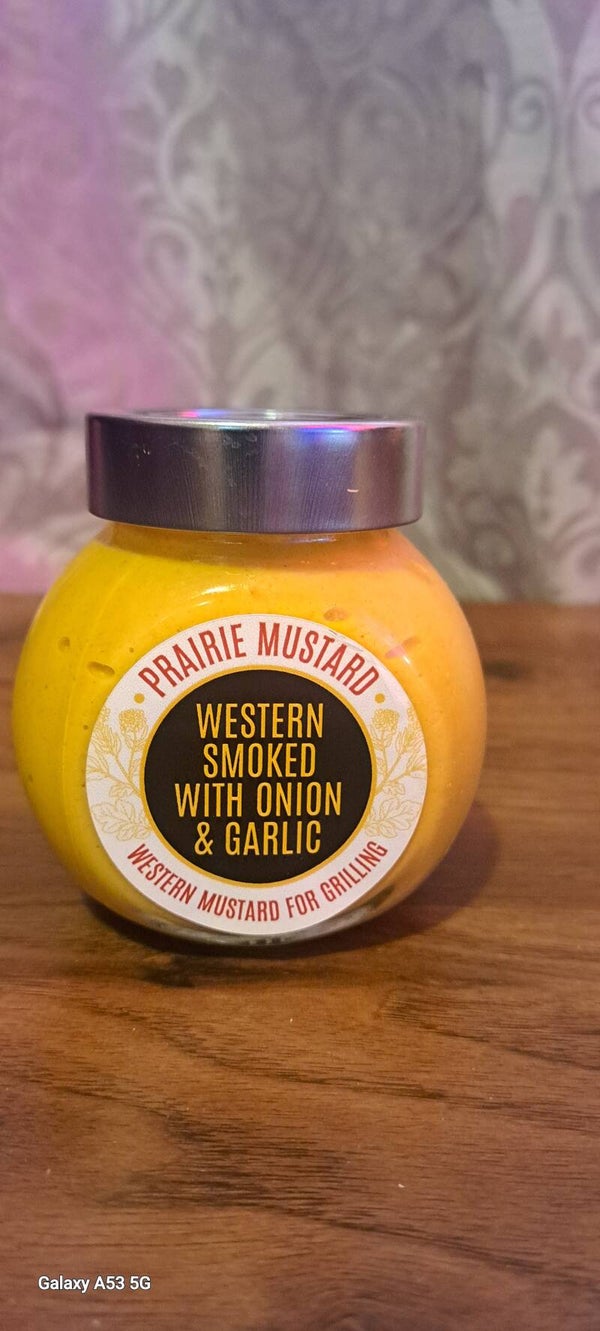 PRAIRIE MUSTARD
WESTERN
SMOKED
WITH ONION
& GARLIC
WESTERN MUSTARD FOR GRILLING
Galaxy A53 5G